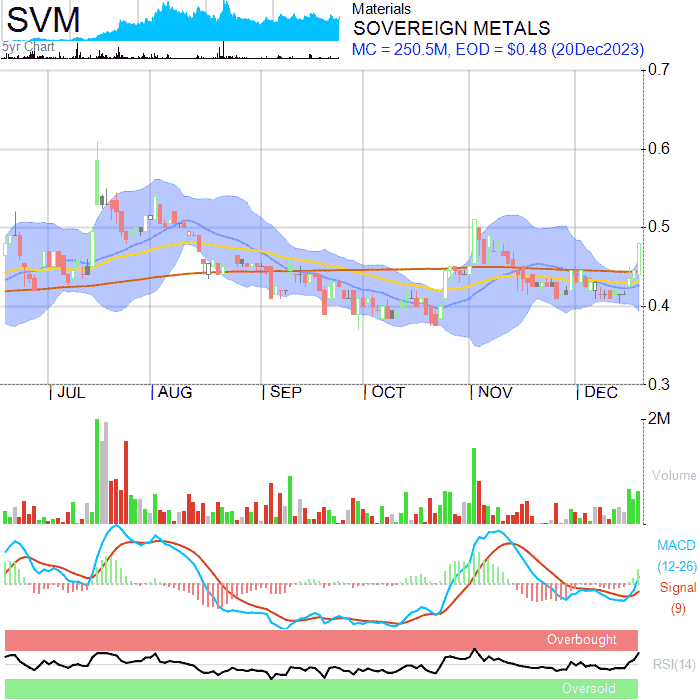 SVM
5yr Chart
Materials
SOVEREIGN METALS
MC = 250.5M, EOD = $0.48 (20Dec2023)
0.7
0.6
0.5
0.4
0.3
JUL AUG SEP OCT NOV DEC
2M
Volume
MACD
(12-26)
Signal
(9)
Overbought
RSI(14)
Oversold